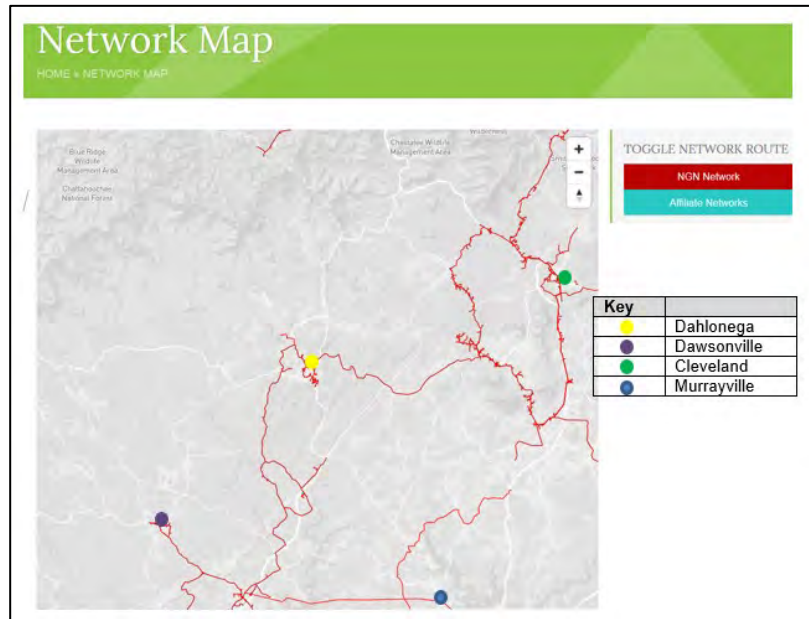 Network Map
HOME » NETWORK MAP
Blue Ridge
Wildlife
Management Area
Chattahoochee
National Forest
Chestatee Wildlife
Management Area
Wilderness
+
−
TOGGLE NETWORK ROUTE
NGN Network
Affiliate Networks
Key
Dahlonega
Dawsonville
Cleveland
Murrayville